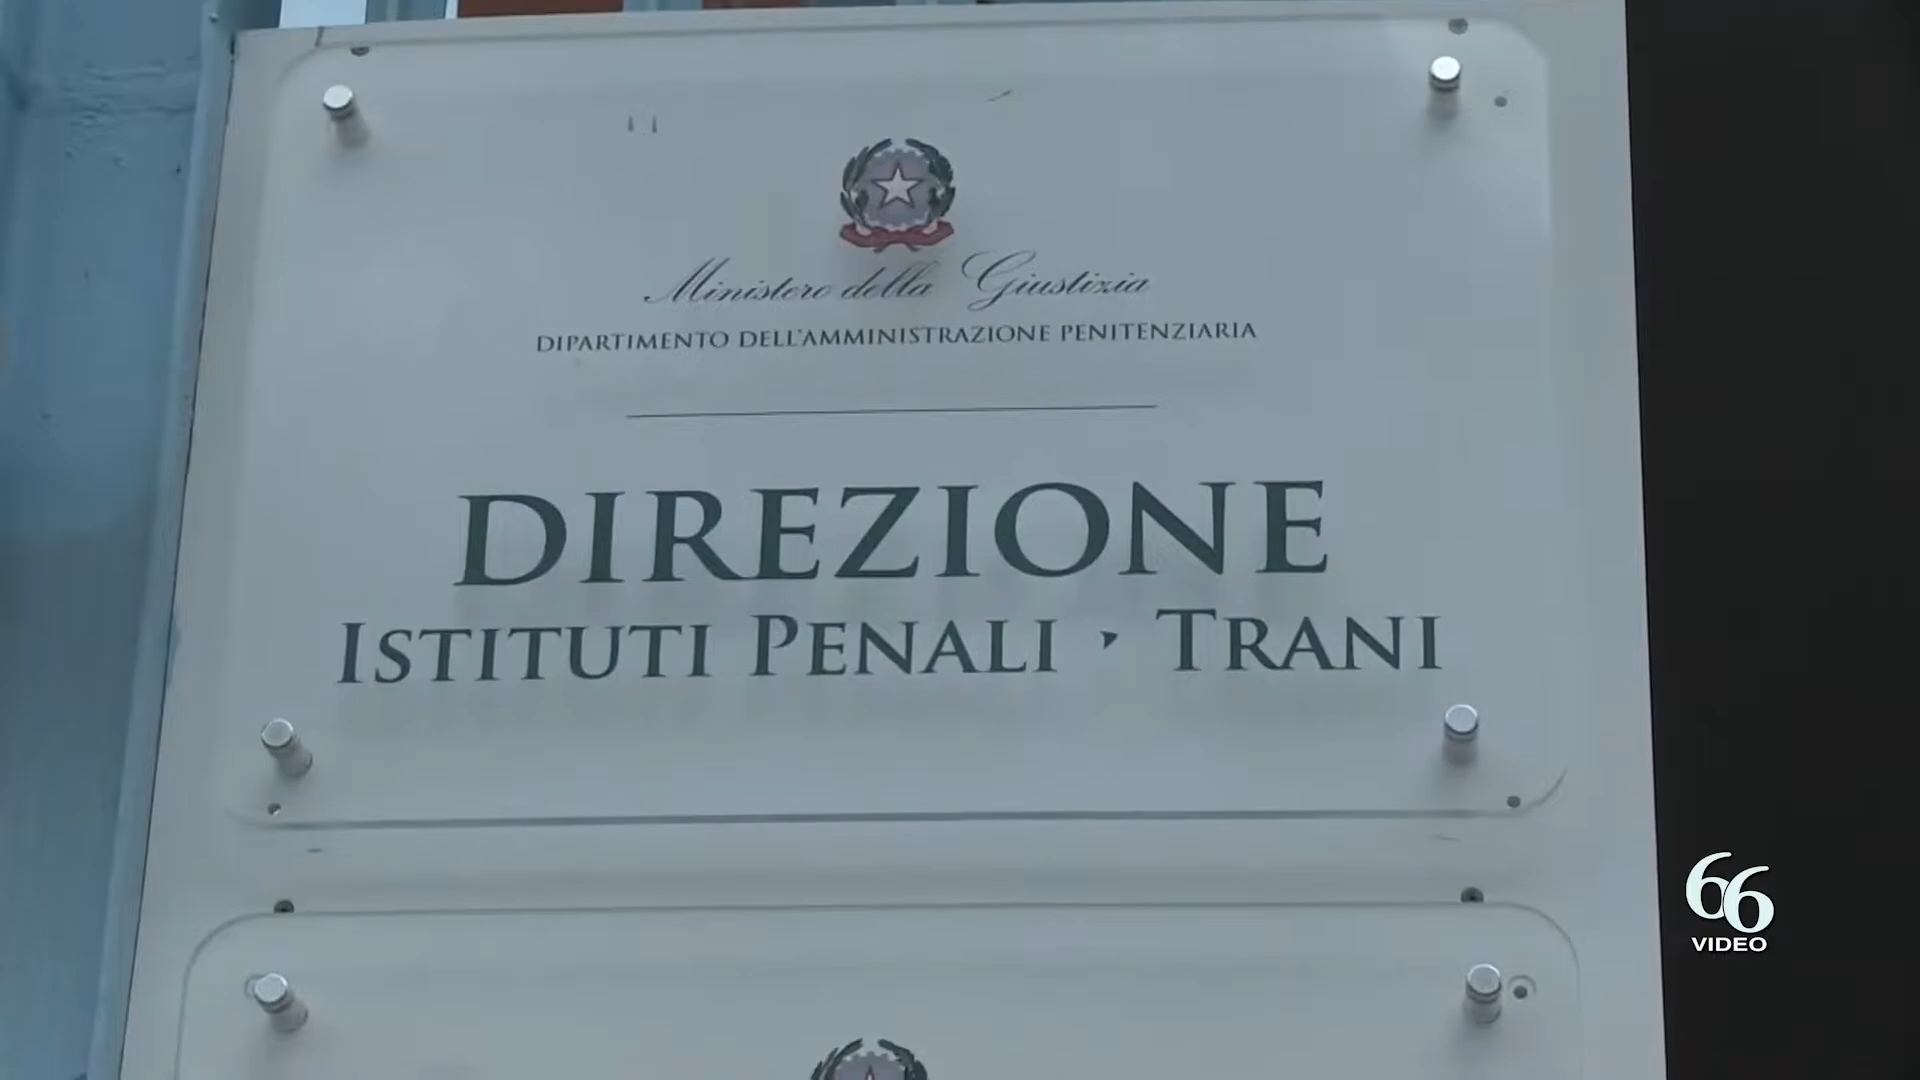 Ministero della Giustizia
DIPARTIMENTO DELL'AMMINISTRAZIONE PENITENZIARIA
DIREZIONE
ISTITUTI PENALI · TRANI
66
VIDEO